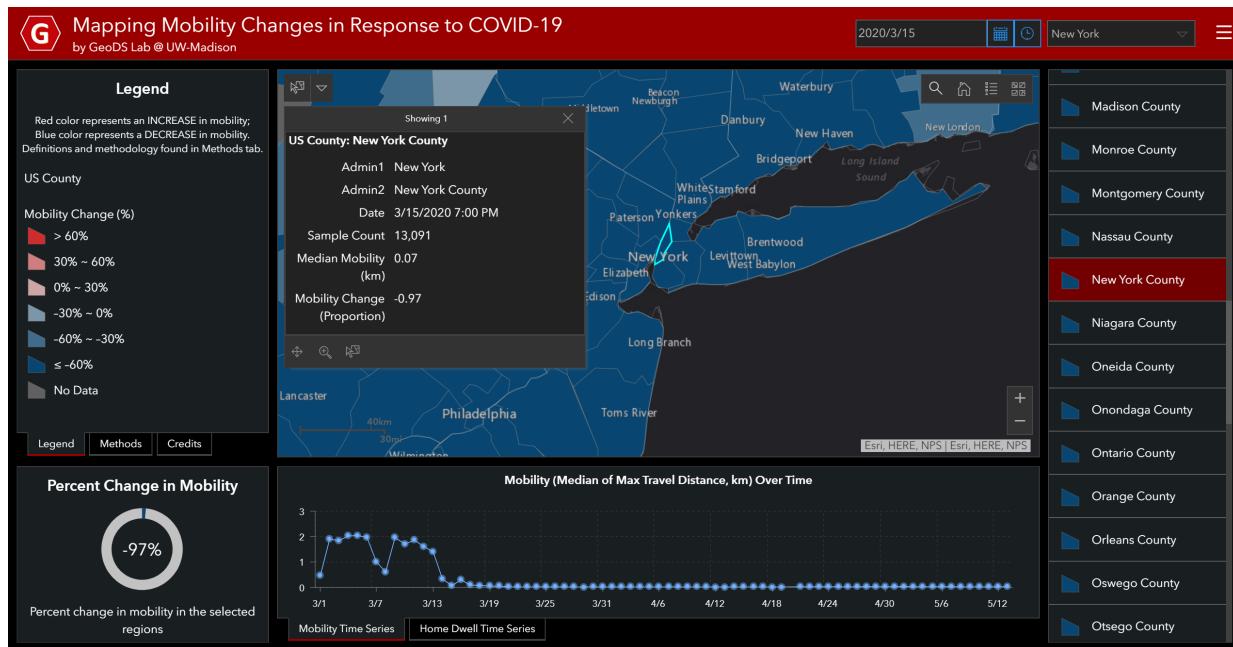 G
Mapping Mobility Changes in Response to COVID-19
by GeoDS Lab @ UW-Madison
2020/3/15
New York
Legend
Red color represents an INCREASE in mobility;
Blue color represents a DECREASE in mobility.
Definitions and methodology found in Methods tab.
US County
Mobility Change (%)
> 60%
30% ~ 60%
0% ~ 30%
-30% ~ 0%
-60% ~ -30%
≤ -60%
No Data
Legend
Methods
Credits
Showing 1
US County: New York County
Admin1 New York
Admin2 New York County
Date 3/15/2020 7:00 PM
Sample Count 13,091
Median Mobility 0.07
(km)
Mobility Change -0.97
(Proportion)
Beacon
Newburgh
Waterbury
Danbury
New Haven
New London
Bridgeport
Long Island
Sound
White
Plains
Stamford
Paterson
Yonkers
Brentwood
New York
Levittown
West Babylon
Elizabeth
Edison
Long Branch
Lancaster
Philadelphia
Toms River
Wilmington
40km
30mi
+
−
Esri, HERE, NPS | Esri, HERE, NPS
Madison County
Monroe County
Montgomery County
Nassau County
New York County
Niagara County
Oneida County
Onondaga County
Ontario County
Orange County
Orleans County
Oswego County
Otsego County
Percent Change in Mobility
-97%
Percent change in mobility in the selected
regions
Mobility (Median of Max Travel Distance, km) Over Time
3
2
1
0
3/1 3/7 3/13 3/19 3/25 3/31 4/6 4/12 4/18 4/24 4/30 5/6 5/12
Mobility Time Series
Home Dwell Time Series